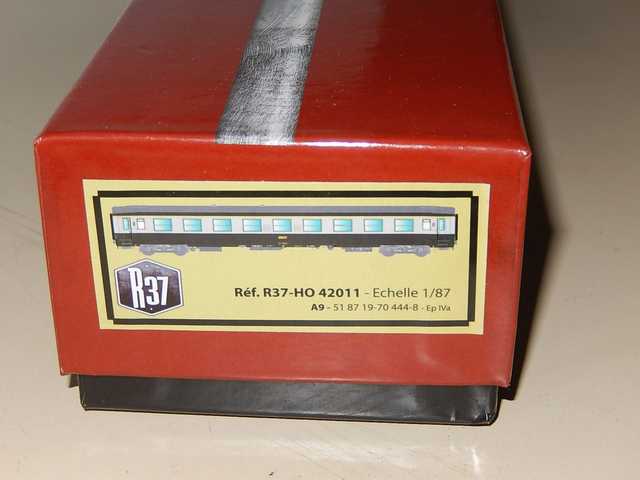 R37
Réf. R37-HO 42011 - Echelle 1/87
A9 - 51 87 19-70 444-8 - Ep IVa